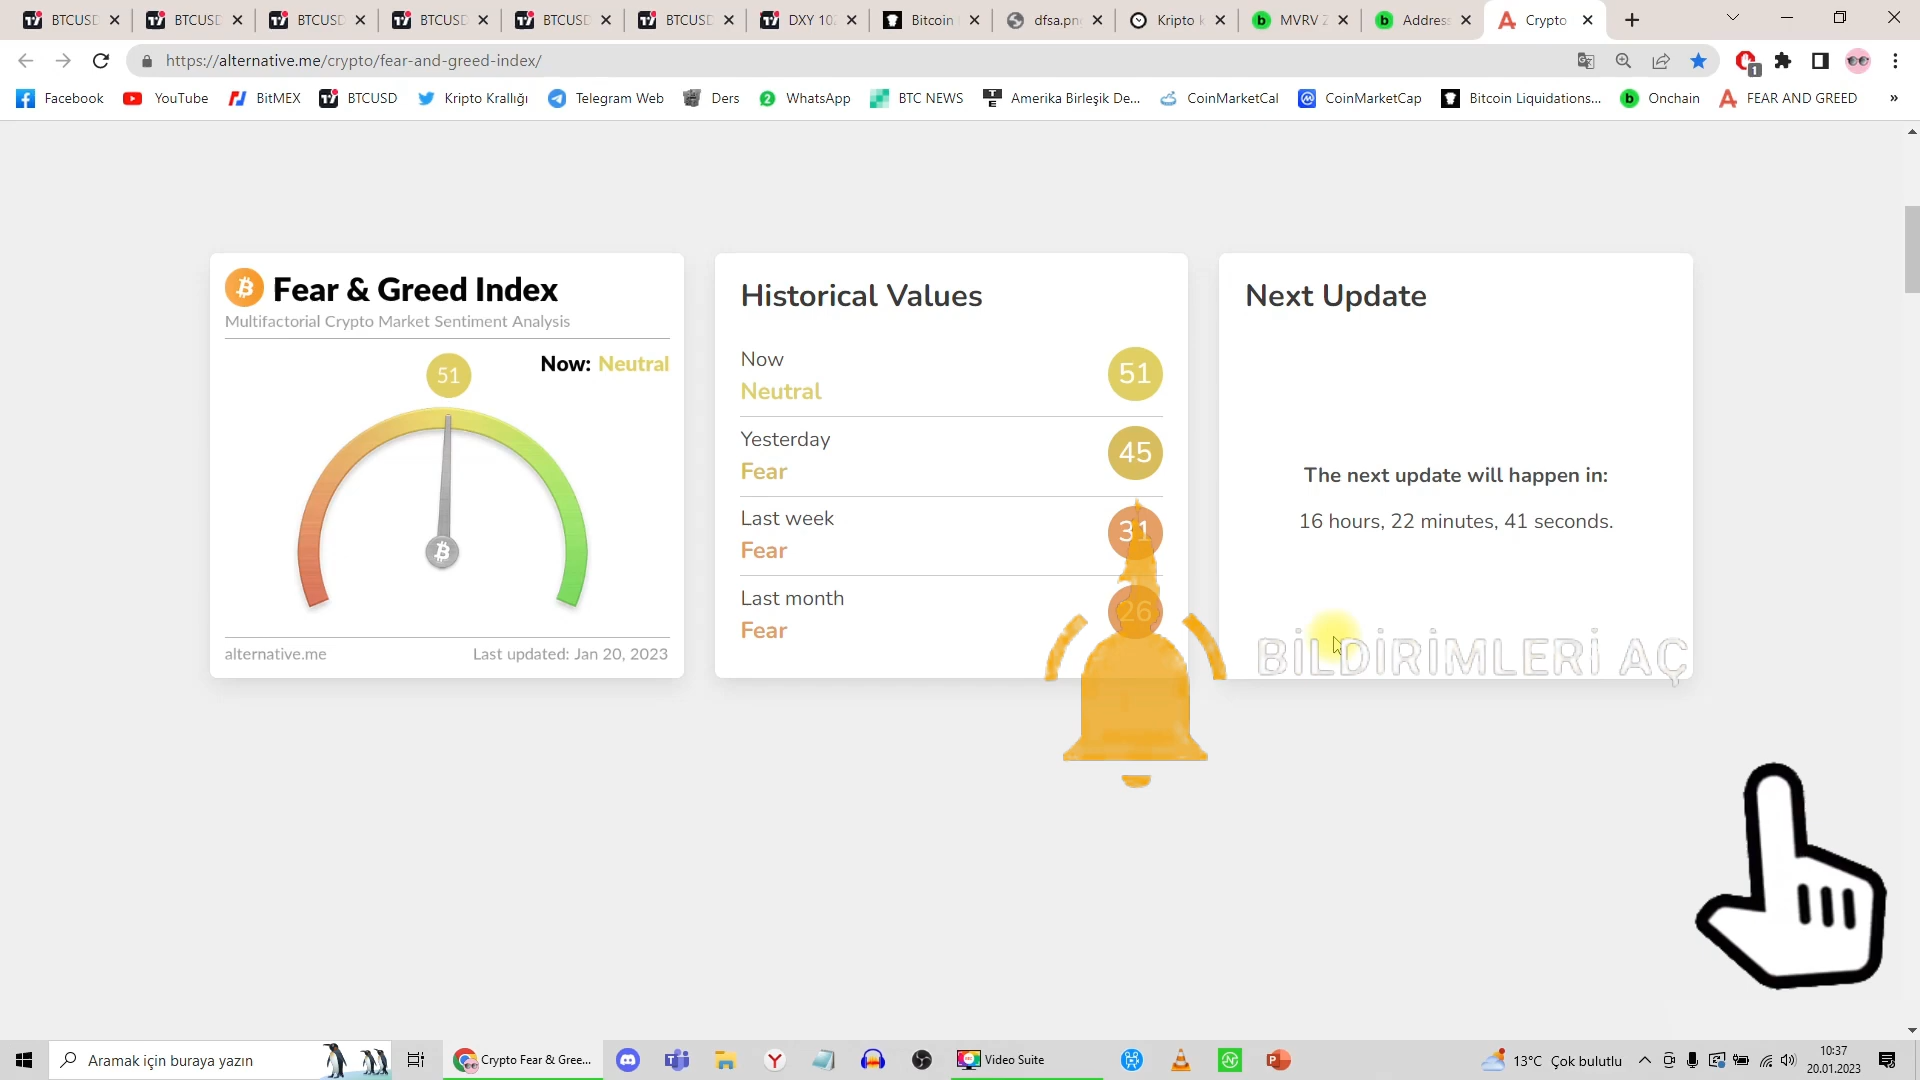 BTCUSD
BTCUSD
BTCUSD
BTCUSD
BTCUSD
BTCUSD
DXY 102
Bitcoin
dfsa.pn
Kripto k
MVRV Z
Address
Crypto
https://alternative.me/crypto/fear-and-greed-index/
1
Facebook
YouTube
BitMEX
BTCUSD
Kripto Krallığı
Telegram Web
Ders
WhatsApp
BTC NEWS
Amerika Birleşik De...
CoinMarketCal
CoinMarketCap
Bitcoin Liquidations...
Onchain
FEAR AND GREED
»
Fear & Greed Index
Multifactorial Crypto Market Sentiment Analysis
Now: Neutral
51
alternative.me
Last updated: Jan 20, 2023
Historical Values
Now
Neutral
51
Yesterday
Fear
45
Last week
Fear
31
Last month
Fear
26
Next Update
The next update will happen in:
16 hours, 22 minutes, 41 seconds.
BİLDİRİMLERİ AÇ
Aramak için buraya yazın
Crypto Fear & Gree...
Video Suite
13°C Çok bulutlu
10:37
20.01.2023